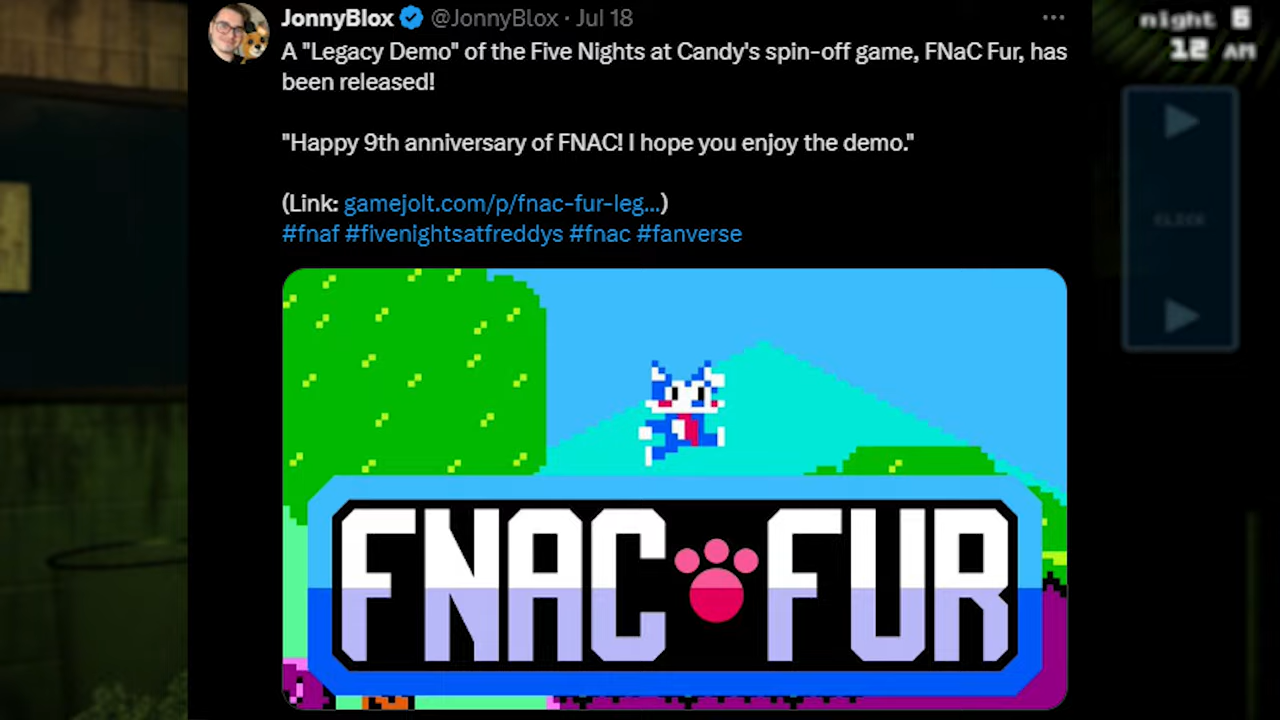 JonnyBlox @JonnyBlox · Jul 18
A "Legacy Demo" of the Five Nights at Candy's spin-off game, FNaC Fur, has
been released!
"Happy 9th anniversary of FNAC! I hope you enjoy the demo."
(Link: gamejolt.com/p/fnac-fur-leg...)
#fnaf #fivenightsatfreddys #fnac #fanverse
FNAC FUR
night 6
12 AM
CLICK